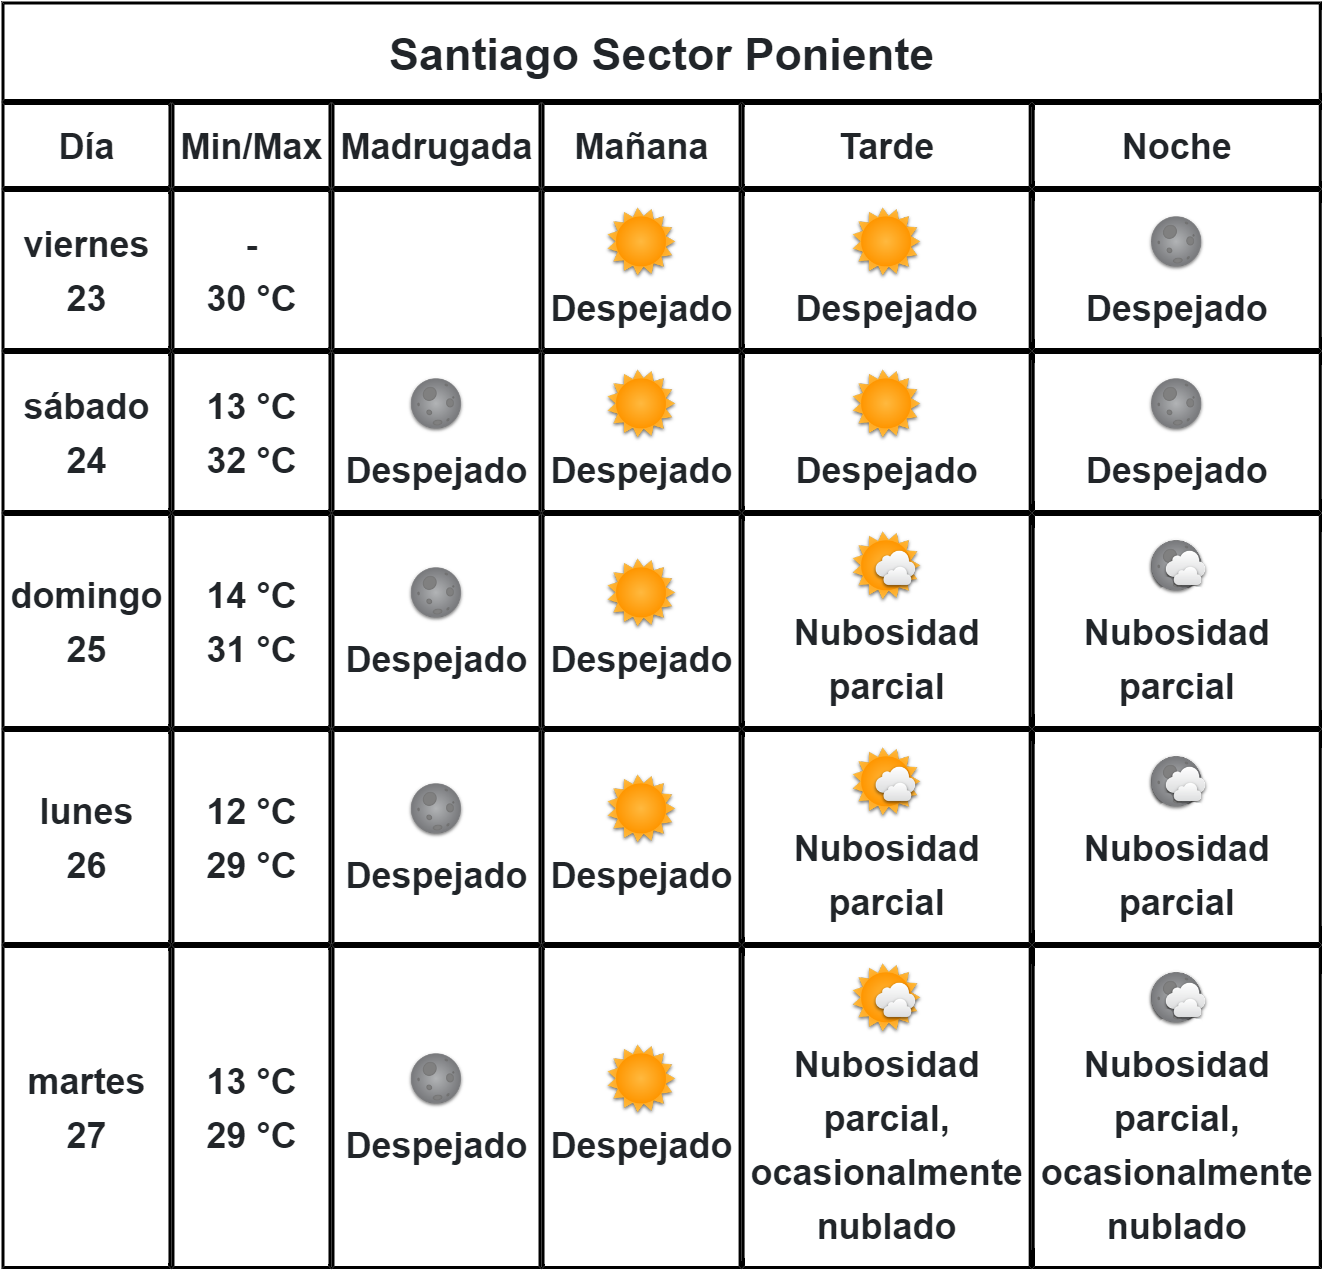 Santiago Sector Poniente
Día Min/Max Madrugada Mañana Tarde Noche
viernes
23
-
30 °C
Despejado
Despejado
Despejado
sábado
24
13 °C
32 °C
Despejado
Despejado
Despejado
Despejado
domingo
25
14 °C
31 °C
Despejado
Despejado
Nubosidad
parcial
Nubosidad
parcial
lunes
26
12 °C
29 °C
Despejado
Despejado
Nubosidad
parcial
Nubosidad
parcial
martes
27
13 °C
29 °C
Despejado
Despejado
Nubosidad
parcial,
ocasionalmente
nublado
Nubosidad
parcial,
ocasionalmente
nublado